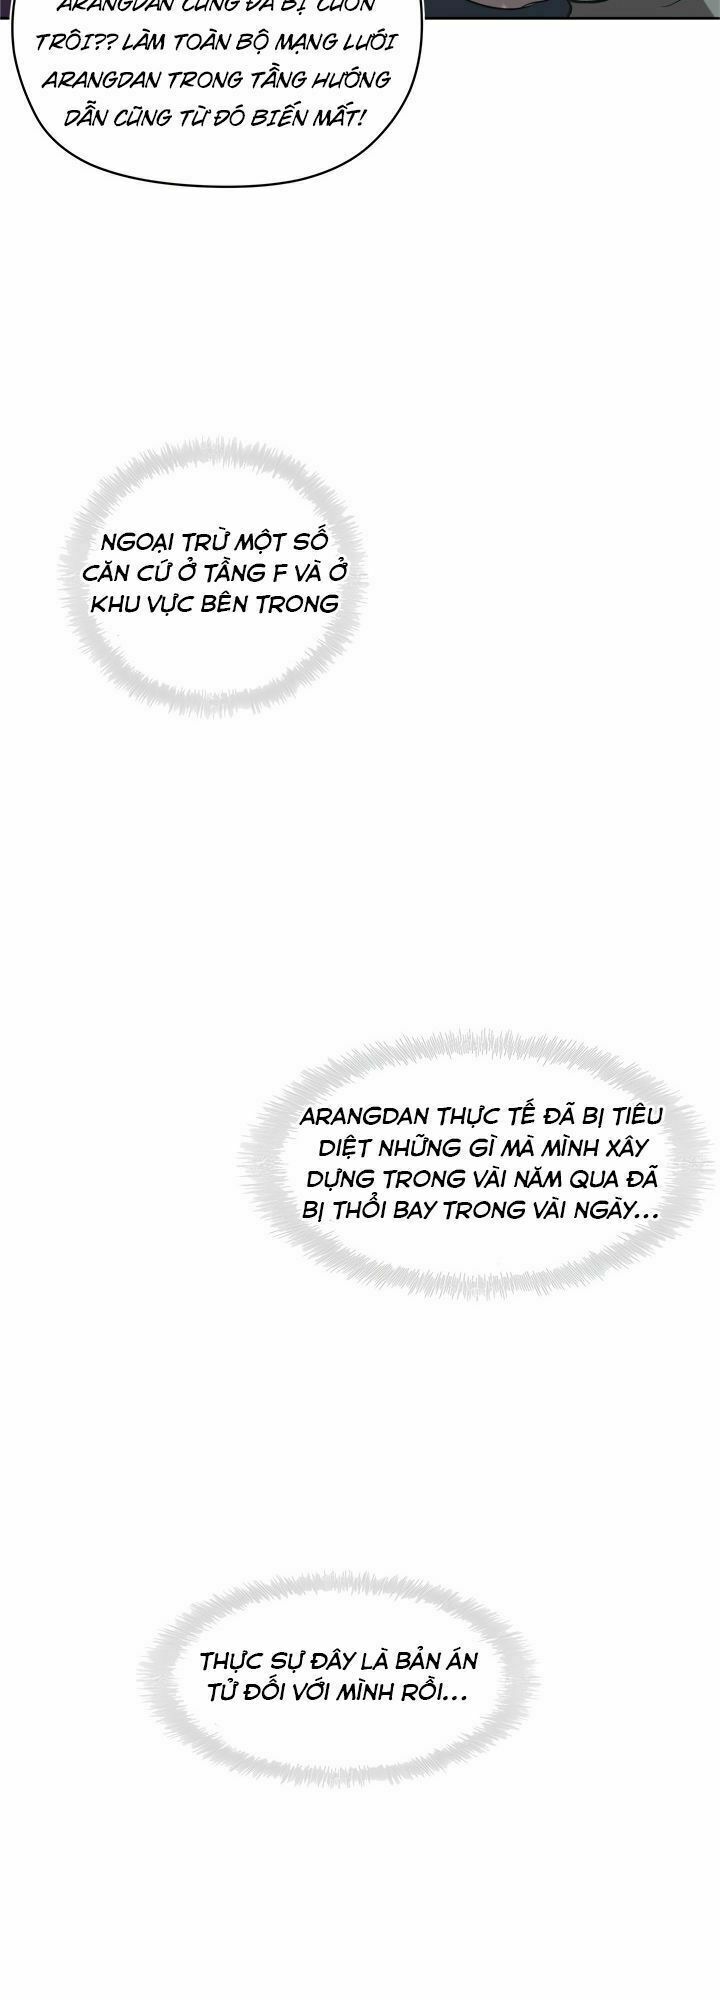 ARANGDAN CŨNG ĐÃ BỊ CUỐN
TRÔI?? LÀM TOÀN BỘ MẠNG LƯỚI
ARANGDAN TRONG TẦNG HƯỚNG
DẪN CŨNG TỪ ĐÓ BIẾN MẤT!
NGOẠI TRỪ MỘT SỐ
CĂN CỨ Ở TẦNG F VÀ Ở
KHU VỰC BÊN TRONG
ARANGDAN THỰC TẾ ĐÃ BỊ TIÊU
DIỆT NHỮNG GÌ MÀ MÌNH XÂY
DỰNG TRONG VÀI NĂM QUA ĐÃ
BỊ THỔI BAY TRONG VÀI NGÀY...
THỰC SỰ ĐÂY LÀ BẢN ÁN
TỬ ĐỐI VỚI MÌNH RỒI...